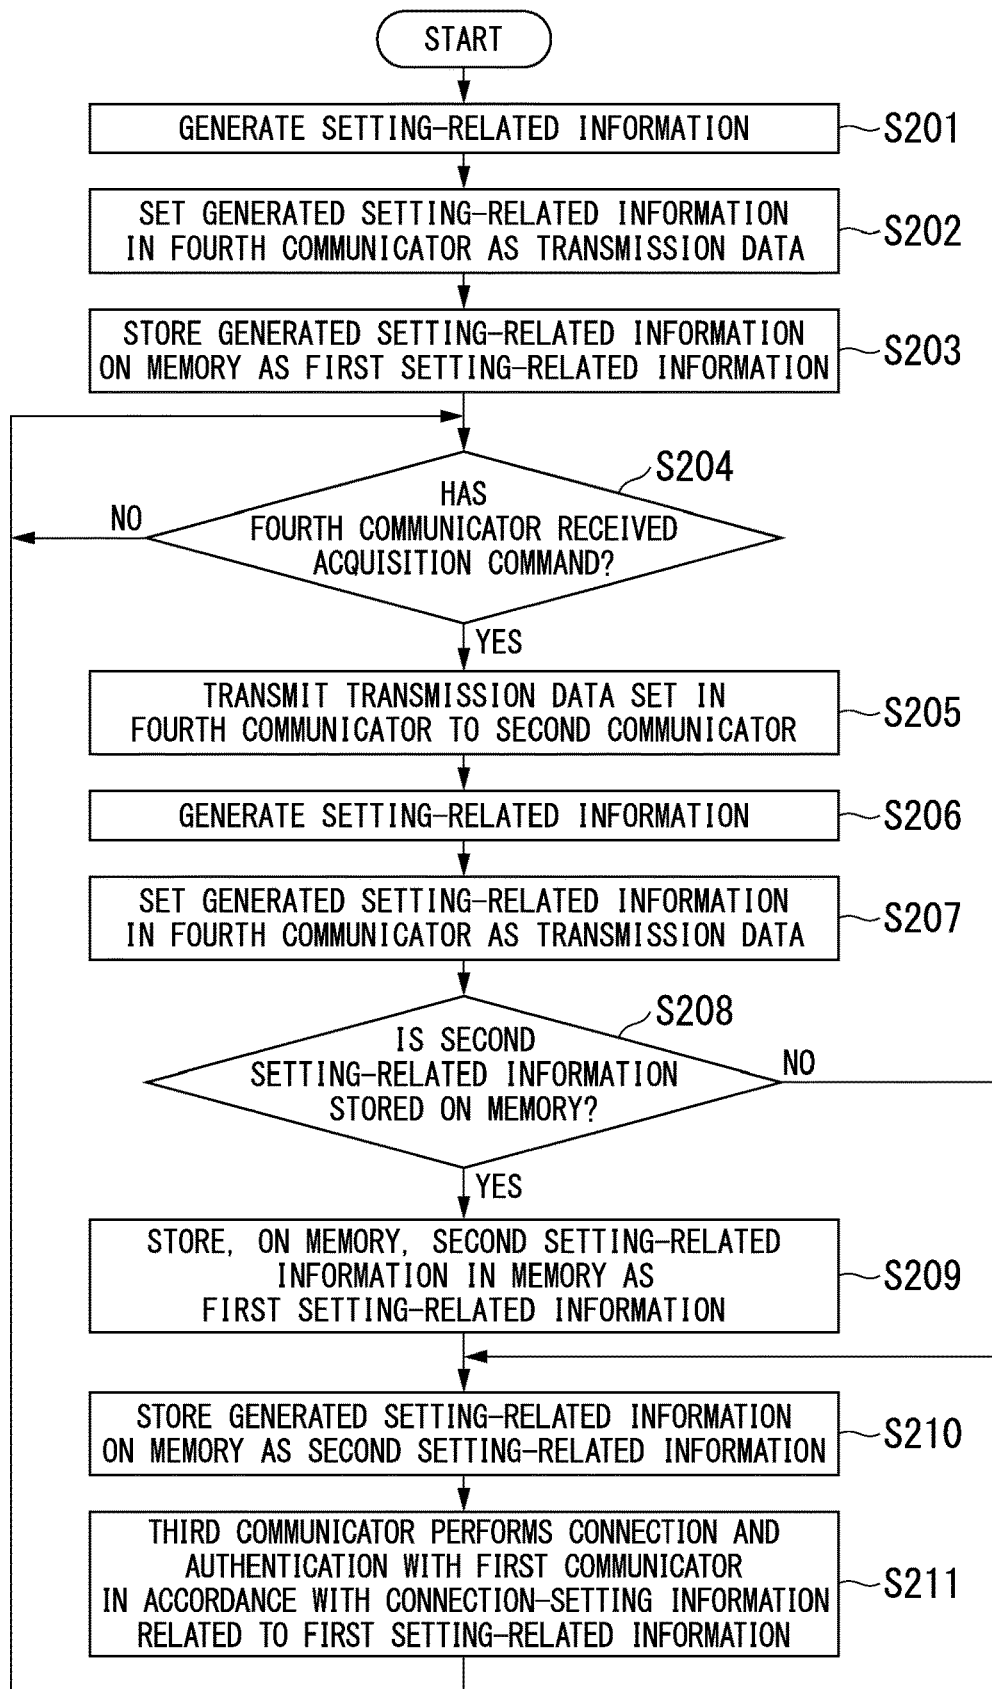 START
GENERATE SETTING-RELATED INFORMATION
S201
SET GENERATED SETTING-RELATED INFORMATION
IN FOURTH COMMUNICATOR AS TRANSMISSION DATA
S202
STORE GENERATED SETTING-RELATED INFORMATION
ON MEMORY AS FIRST SETTING-RELATED INFORMATION
S203
S204
HAS
FOURTH COMMUNICATOR RECEIVED
ACQUISITION COMMAND?
NO
YES
TRANSMIT TRANSMISSION DATA SET IN
FOURTH COMMUNICATOR TO SECOND COMMUNICATOR
S205
GENERATE SETTING-RELATED INFORMATION
S206
SET GENERATED SETTING-RELATED INFORMATION
IN FOURTH COMMUNICATOR AS TRANSMISSION DATA
S207
S208
IS SECOND
SETTING-RELATED INFORMATION
STORED ON MEMORY?
NO
YES
STORE, ON MEMORY, SECOND SETTING-RELATED
INFORMATION IN MEMORY AS
FIRST SETTING-RELATED INFORMATION
S209
STORE GENERATED SETTING-RELATED INFORMATION
ON MEMORY AS SECOND SETTING-RELATED INFORMATION
S210
THIRD COMMUNICATOR PERFORMS CONNECTION AND
AUTHENTICATION WITH FIRST COMMUNICATOR
IN ACCORDANCE WITH CONNECTION-SETTING INFORMATION
RELATED TO FIRST SETTING-RELATED INFORMATION
S211